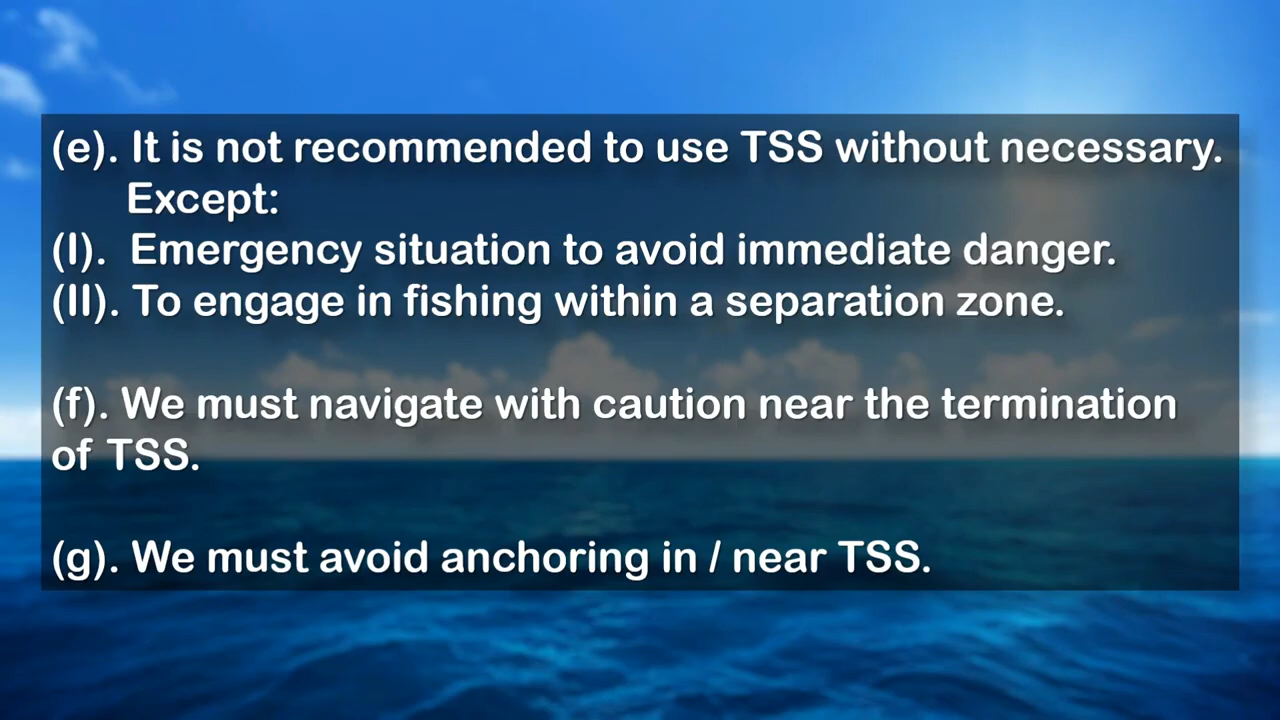 (e). It is not recommended to use TSS without necessary.
Except:
(I). Emergency situation to avoid immediate danger.
(II). To engage in fishing within a separation zone.
(f). We must navigate with caution near the termination
of TSS.
(g). We must avoid anchoring in / near TSS.